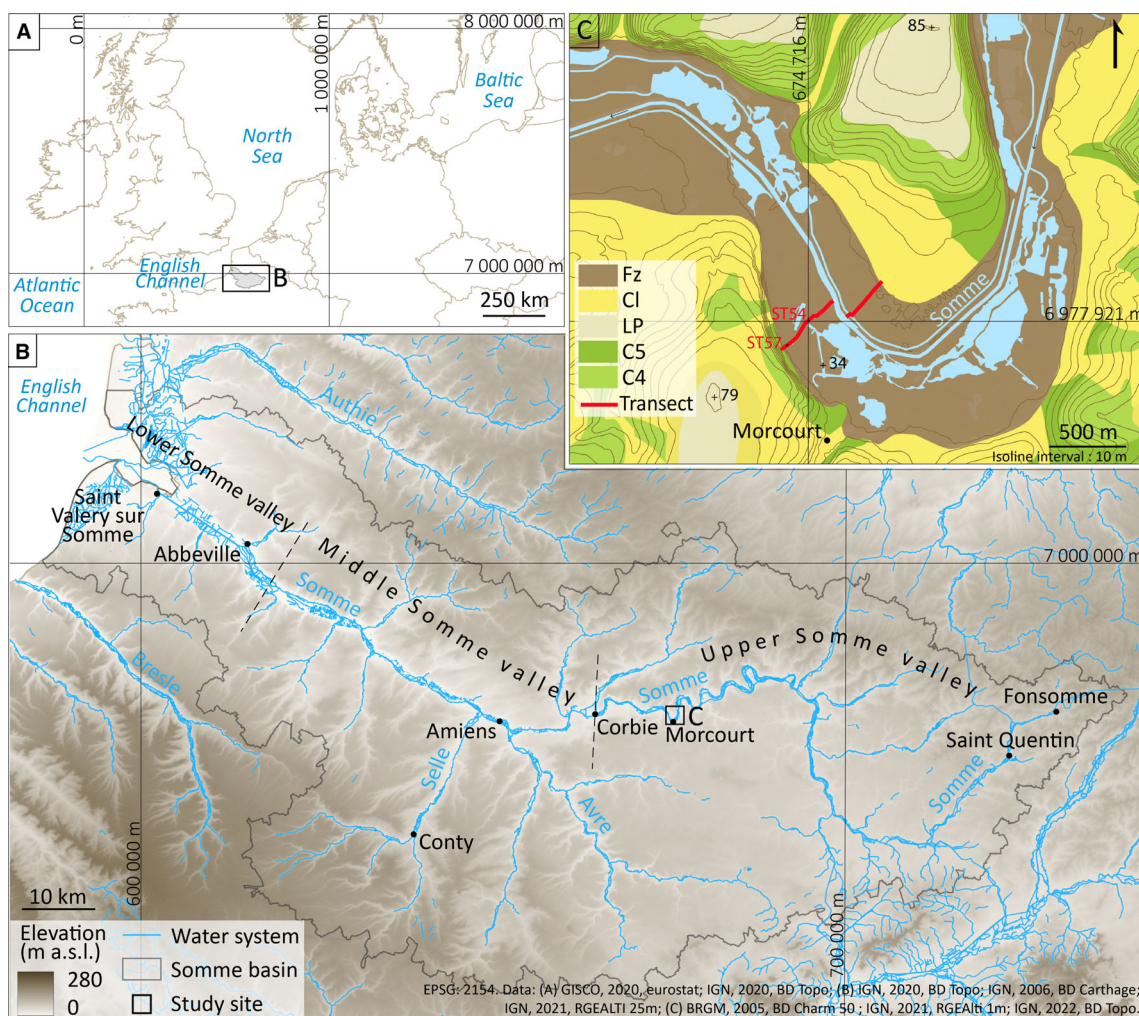 A
0 m
1 000 000 m
8 000 000 m
Baltic
Sea
North
Sea
English
Channel
Atlantic
Ocean
B
7 000 000 m
250 km
C
85
674 716 m
Fz
Cl
LP
C5
C4
Transect
ST54
ST57
Somme
6 977 921 m
34
79
Morcourt
500 m
Isoline interval : 10 m
B
English
Channel
Authie
Lower Somme valley
Saint
Valery sur
Somme
Abbeville
Middle Somme valley
7 000 000 m
Somme
Bresle
Upper Somme valley
Somme
Fonsomme
C
Amiens
Corbie
Morcourt
Saint Quentin
Somme
Selle
Avre
Conty
600 000 m
700 000 m
10 km
Elevation
(m a.s.l.)
280
0
Water system
Somme basin
Study site
EPSG: 2154. Data: (A) GISCO, 2020, eurostat; IGN, 2020, BD Topo; (B) IGN, 2020, BD Topo; IGN, 2006, BD Carthage;
IGN, 2021, RGEALTI 25m; (C) BRGM, 2005, BD Charm 50 ; IGN, 2021, RGEAlti 1m; IGN, 2022, BD Topo.